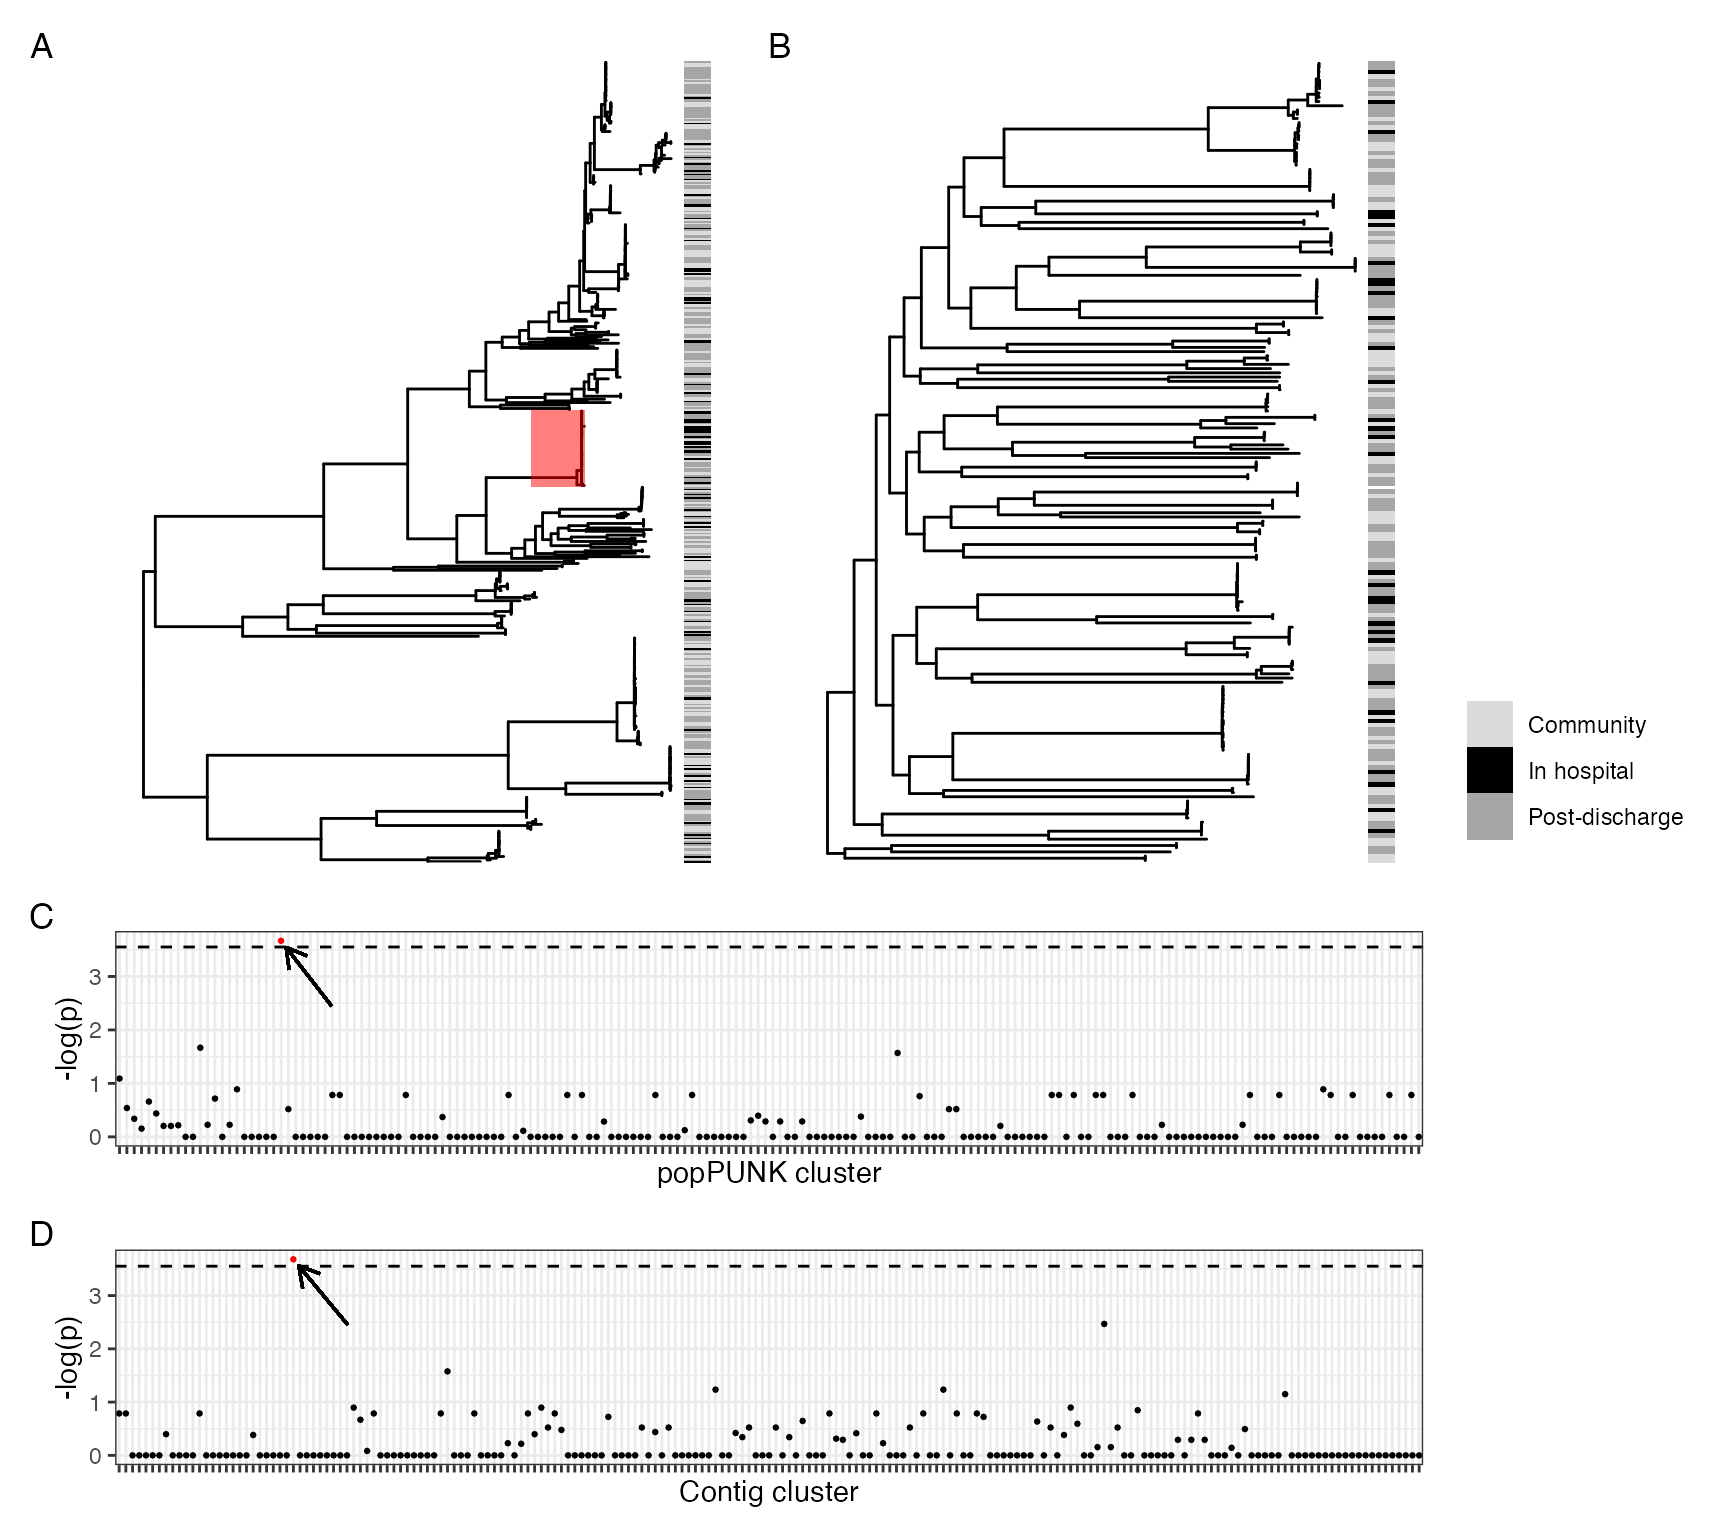 A
B
Community
In hospital
Post-discharge
C
3
2
1
0
-log(p)
popPUNK cluster
D
3
2
1
0
-log(p)
Contig cluster